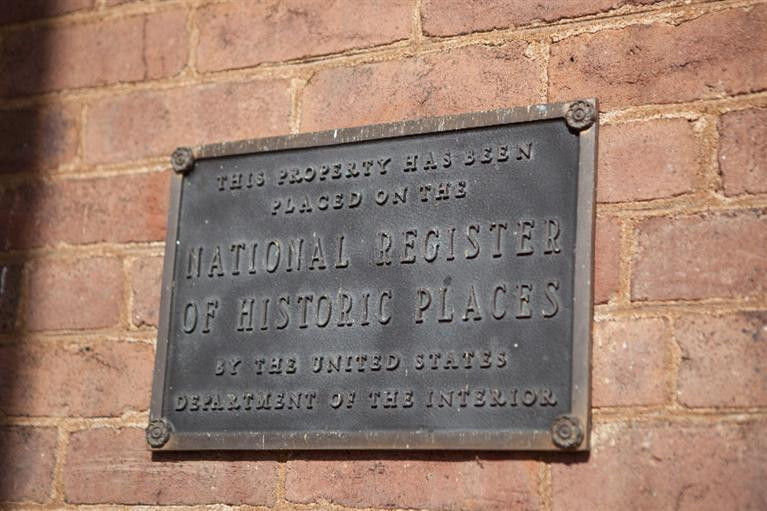 THIS PROPERTY HAS BEEN
PLACED ON THE
NATIONAL REGISTER
OF HISTORIC PLACES
BY THE UNITED STATES
DEPARTMENT OF THE INTERIOR